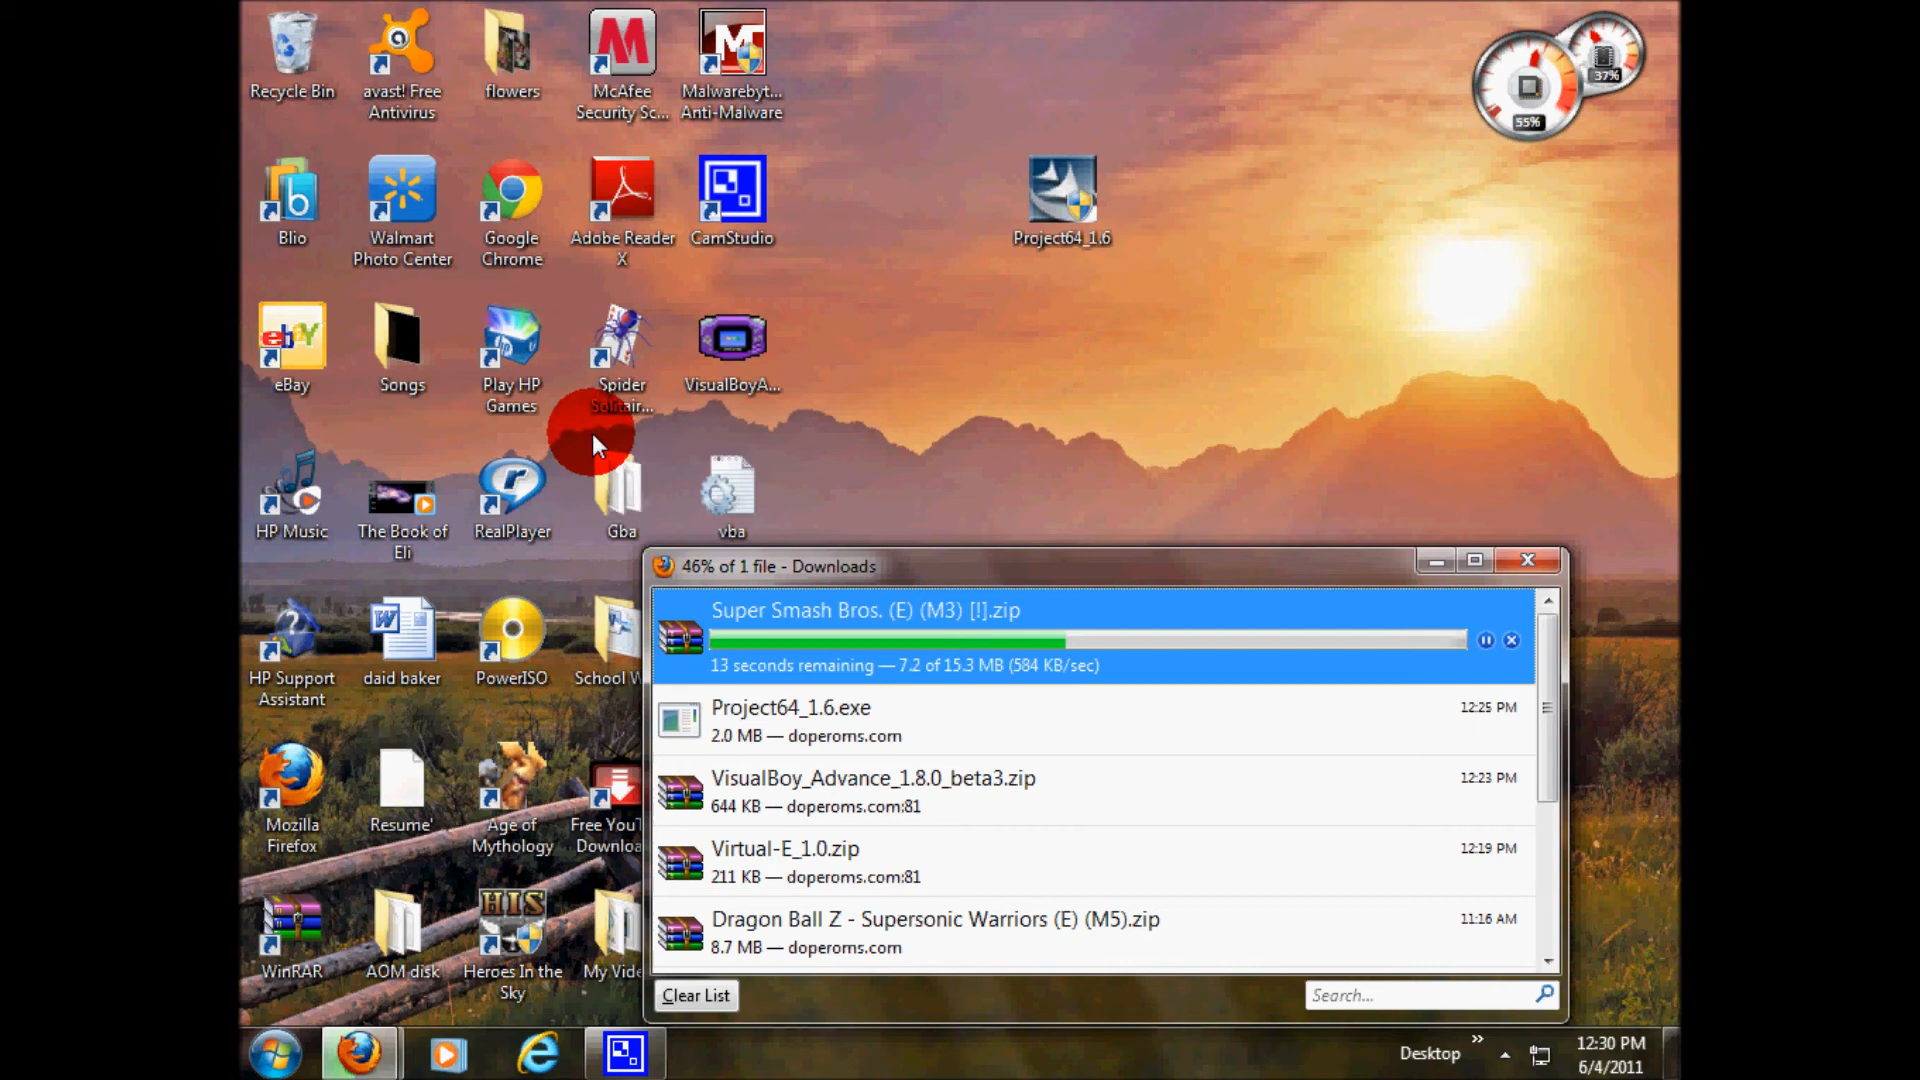 Recycle Bin
avast! Free
Antivirus
flowers
McAfee
Security Sc...
Malwarebyt...
Anti-Malware
37%
55%
Blio
Walmart
Photo Center
Google
Chrome
Adobe Reader
X
CamStudio
Project64_1.6
eBay
Songs
Play HP
Games
Spider
Solitair...
VisualBoyA...
HP Music
The Book of
Eli
RealPlayer
Gba
vba
HP Support
Assistant
daid baker
PowerISO
School W
Mozilla
Firefox
Resume'
Age of
Mythology
Free YouT
Downloa
HIS
WinRAR
AOM disk
Heroes In the
Sky
My Vide
46% of 1 file - Downloads
Super Smash Bros. (E) (M3) [!].zip
13 seconds remaining — 7.2 of 15.3 MB (584 KB/sec)
Project64_1.6.exe
12:25 PM
2.0 MB — doperoms.com
VisualBoy_Advance_1.8.0_beta3.zip
12:23 PM
644 KB — doperoms.com:81
Virtual-E_1.0.zip
12:19 PM
211 KB — doperoms.com:81
Dragon Ball Z - Supersonic Warriors (E) (M5).zip
11:16 AM
8.7 MB — doperoms.com
Clear List
Search...
Desktop
»
12:30 PM
6/4/2011